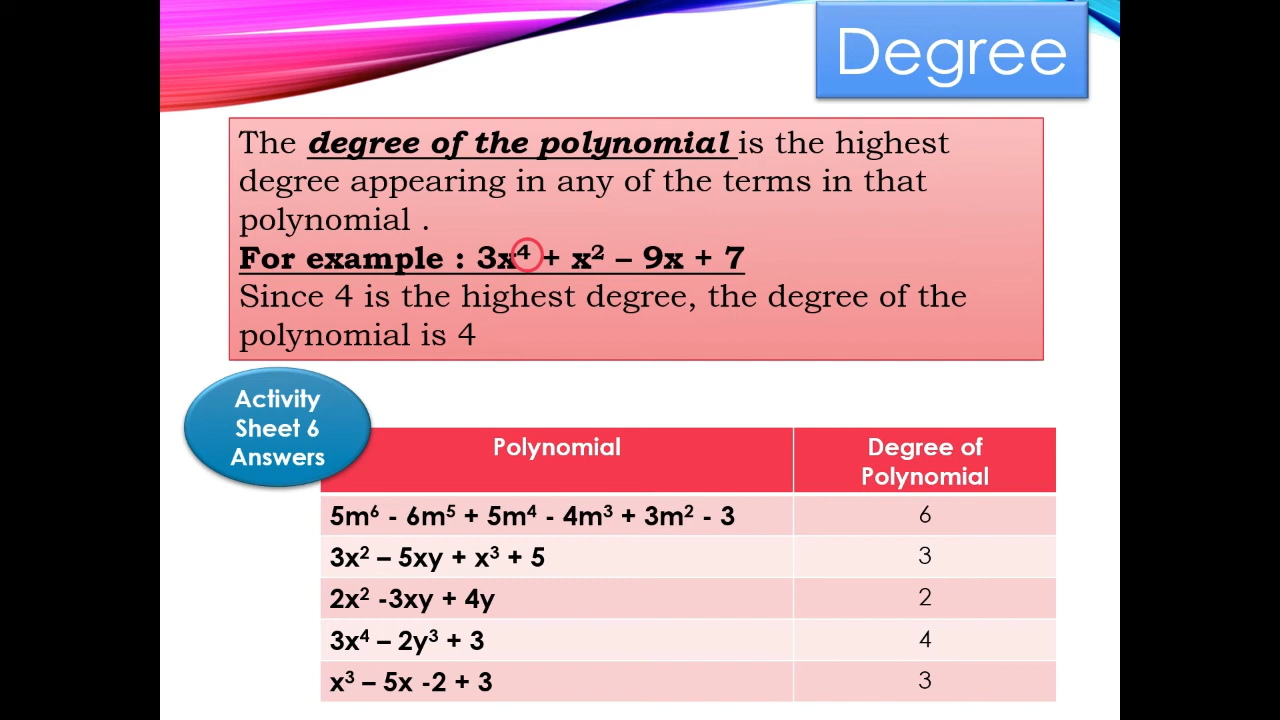 Degree
The degree of the polynomial is the highest
degree appearing in any of the terms in that
polynomial .
For example : 3x⁴ + x² – 9x + 7
Since 4 is the highest degree, the degree of the
polynomial is 4
Activity
Sheet 6
Answers
Polynomial
Degree of
Polynomial
5m⁶ - 6m⁵ + 5m⁴ - 4m³ + 3m² - 3
6
3x² – 5xy + x³ + 5
3
2x² -3xy + 4y
2
3x⁴ – 2y³ + 3
4
x³ – 5x -2 + 3
3